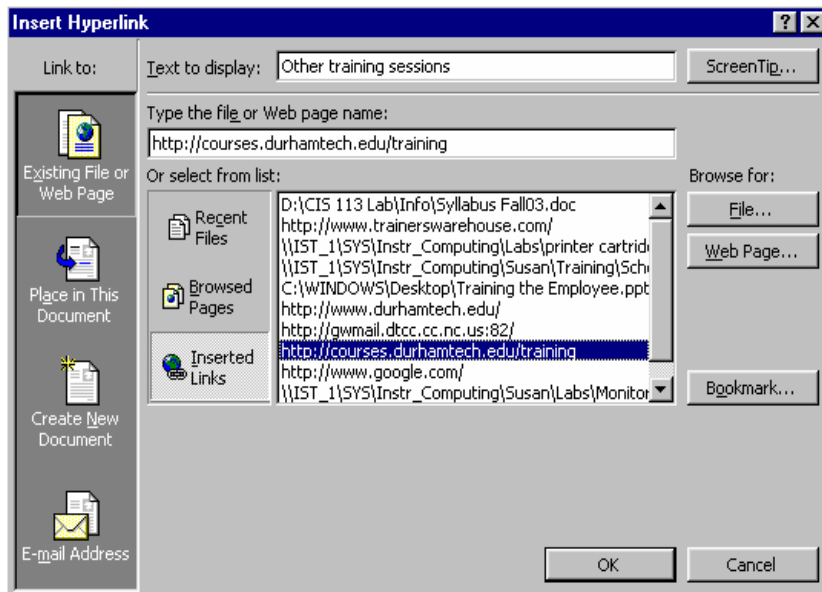 Insert Hyperlink
Link to:
Text to display:
Other training sessions
ScreenTip...
Type the file or Web page name:
http://courses.durhamtech.edu/training
Existing File or
Web Page
Or select from list:
Browse for:
Recent
Files
Browsed
Pages
Inserted
Links
D:\CIS 113 Lab\Info\Syllabus Fall03.doc
http://www.trainerswarehouse.com/
\\IST_1\SYS\Instr_Computing\Labs\printer cartrid
\\IST_1\SYS\Instr_Computing\Susan\Training\Sch
C:\WINDOWS\Desktop\Training the Employee.ppt
http://www.durhamtech.edu/
http://gwmail.dtcc.cc.nc.us:82/
http://courses.durhamtech.edu/training
http://www.google.com/
\\IST_1\SYS\Instr_Computing\Susan\Labs\Monitor
File...
Web Page...
Bookmark...
Place in This
Document
Create New
Document
E-mail Address
OK
Cancel